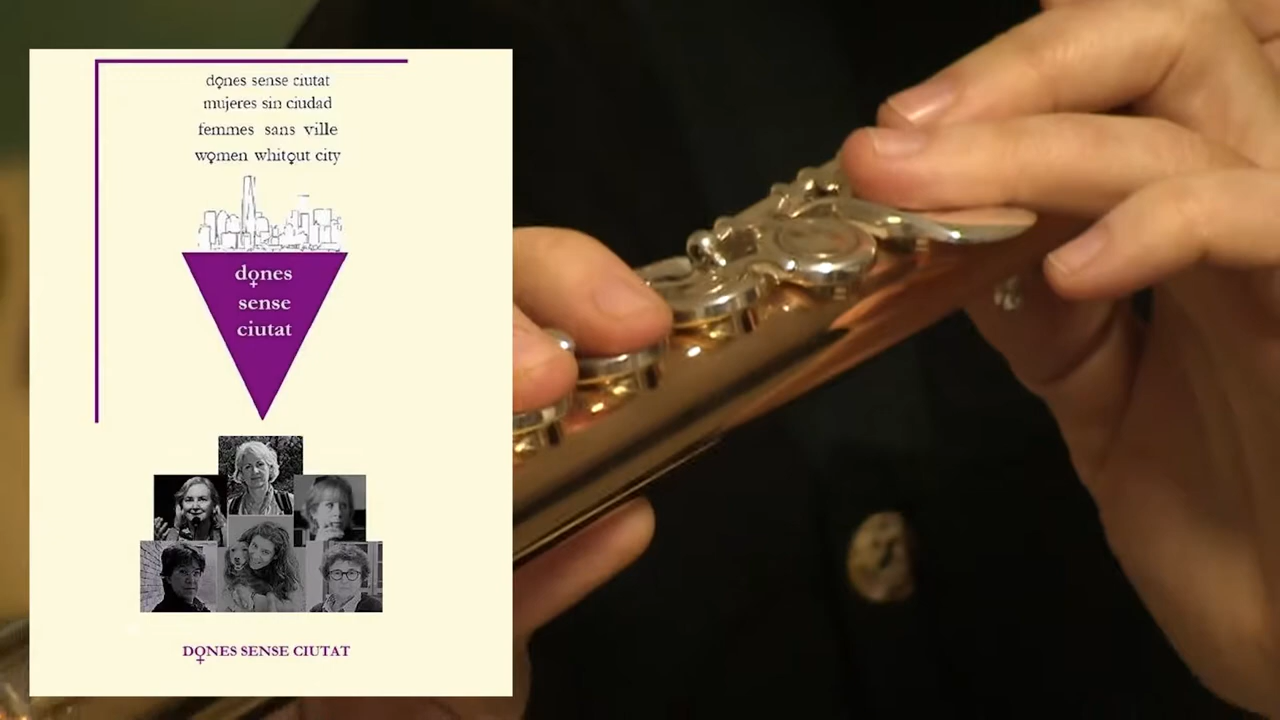 dones sense ciutat
mujeres sin ciudad
femmes sans ville
women whitout city
dones
sense
ciutat
DONES SENSE CIUTAT